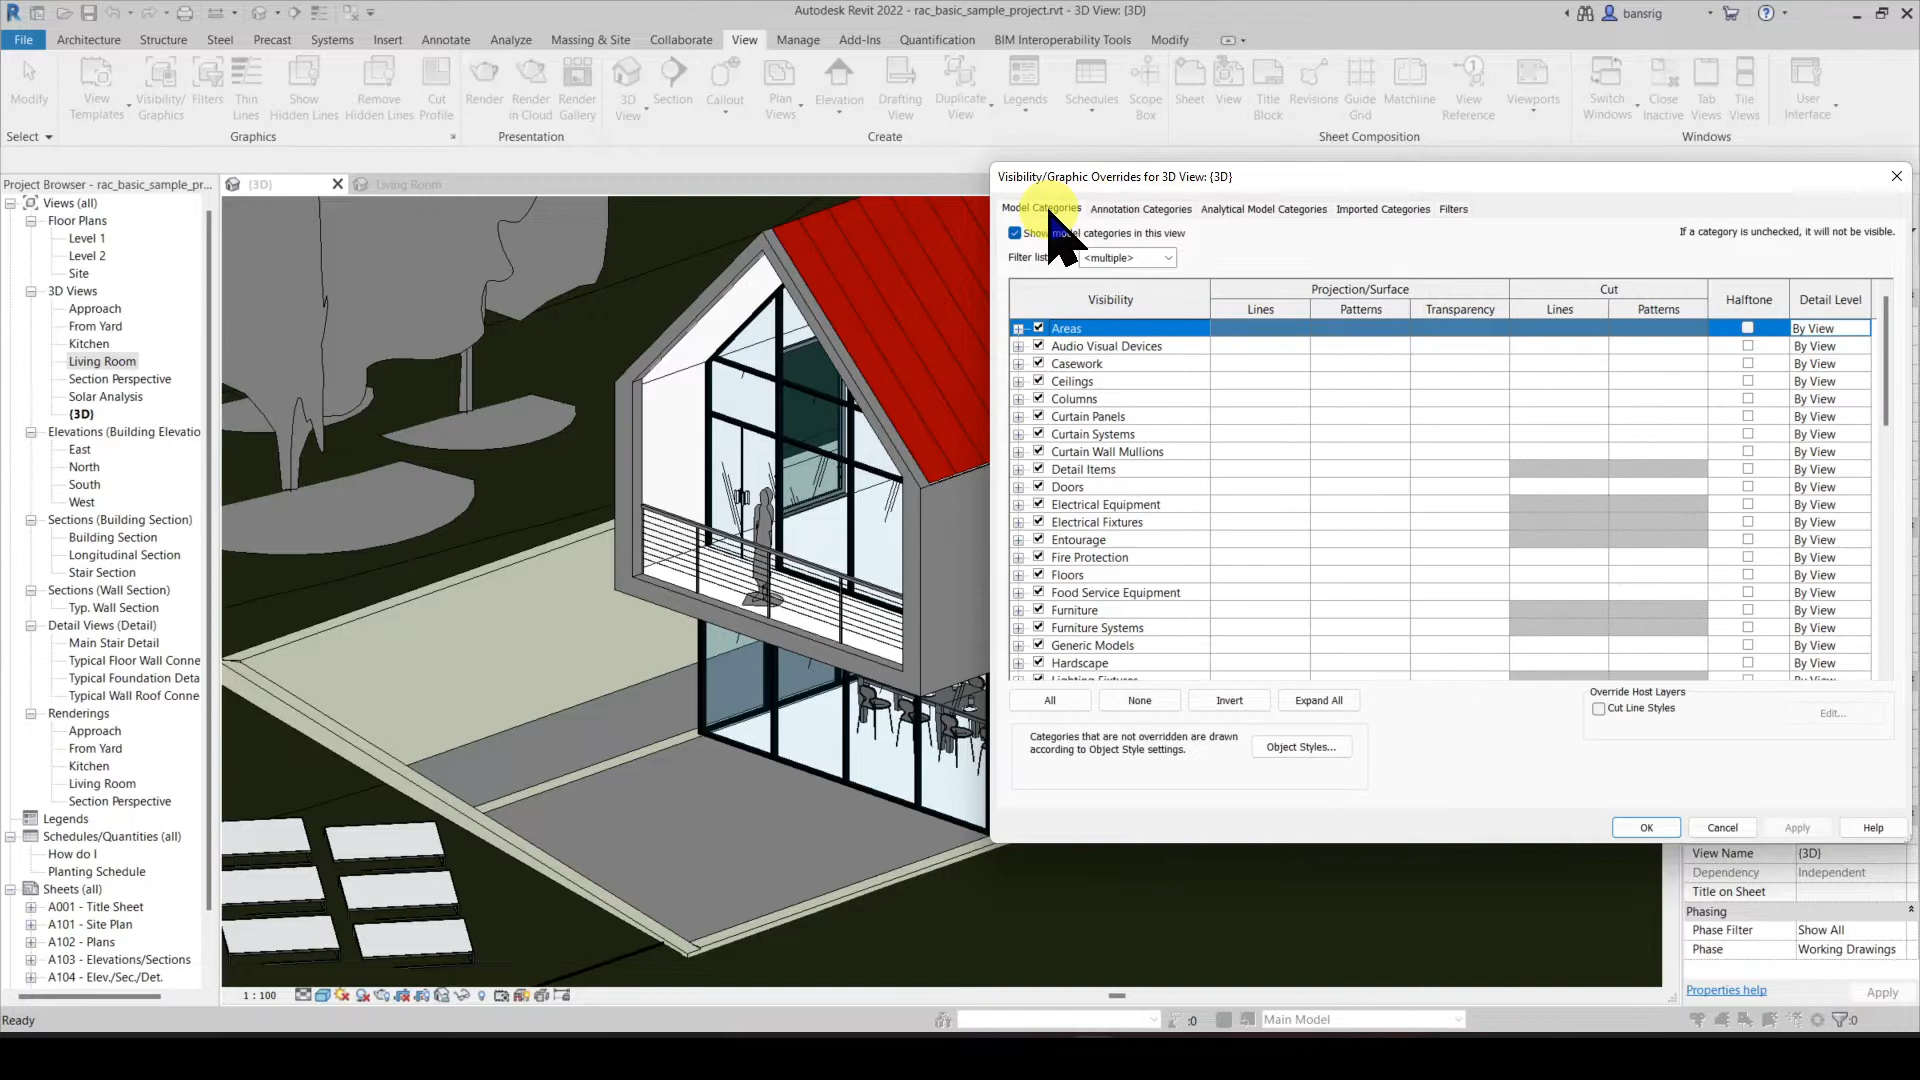 Autodesk Revit 2022 - rac_basic_sample_project.rvt - 3D View: {3D}
bansrig
File Architecture Structure Steel Precast Systems Insert Annotate Analyze Massing & Site Collaborate View Manage Add-Ins Quantification BIM Interoperability Tools Modify
Modify
View Templates
Visibility/ Graphics
Filters
Thin Lines
Show Hidden Lines
Remove Hidden Lines
Cut Profile
Render
Render in Cloud
Render Gallery
3D View
Section
Callout
Plan Views
Elevation
Drafting View
Duplicate View
Legends
Schedules
Scope Box
Sheet
View
Title Block
Revisions
Guide Grid
Matchline
View Reference
Viewports
Switch Windows
Close Inactive
Tab Views
Tile Views
User Interface
Select Graphics Presentation Create Sheet Composition Windows
Project Browser - rac_basic_sample_pr...
{3D}
Living Room
Views (all)
Floor Plans
Level 1
Level 2
Site
3D Views
Approach
From Yard
Kitchen
Living Room
Section Perspective
Solar Analysis
{3D}
Elevations (Building Elevatio
East
North
South
West
Sections (Building Section)
Building Section
Longitudinal Section
Stair Section
Sections (Wall Section)
Typ. Wall Section
Detail Views (Detail)
Main Stair Detail
Typical Floor Wall Conne
Typical Foundation Deta
Typical Wall Roof Conne
Renderings
Approach
From Yard
Kitchen
Living Room
Section Perspective
Legends
Schedules/Quantities (all)
How do I
Planting Schedule
Sheets (all)
A001 - Title Sheet
A101 - Site Plan
A102 - Plans
A103 - Elevations/Sections
A104 - Elev./Sec./Det.
Visibility/Graphic Overrides for 3D View: {3D}
Model Categories Annotation Categories Analytical Model Categories Imported Categories Filters
Show model categories in this view
If a category is unchecked, it will not be visible.
Filter list <multiple>
Visibility Projection/Surface Cut Halftone Detail Level
Lines Patterns Transparency Lines Patterns
Areas By View
Audio Visual Devices By View
Casework By View
Ceilings By View
Columns By View
Curtain Panels By View
Curtain Systems By View
Curtain Wall Mullions By View
Detail Items By View
Doors By View
Electrical Equipment By View
Electrical Fixtures By View
Entourage By View
Fire Protection By View
Floors By View
Food Service Equipment By View
Furniture By View
Furniture Systems By View
Generic Models By View
Hardscape By View
Lighting Fixtures By View
All None Invert Expand All
Override Host Layers
Cut Line Styles
Edit...
Categories that are not overridden are drawn
according to Object Style settings.
Object Styles...
OK Cancel Apply Help
View Name {3D}
Dependency Independent
Title on Sheet
Phasing
Phase Filter Show All
Phase Working Drawings
Properties help Apply
1 : 100
Ready
:0
Main Model
:0